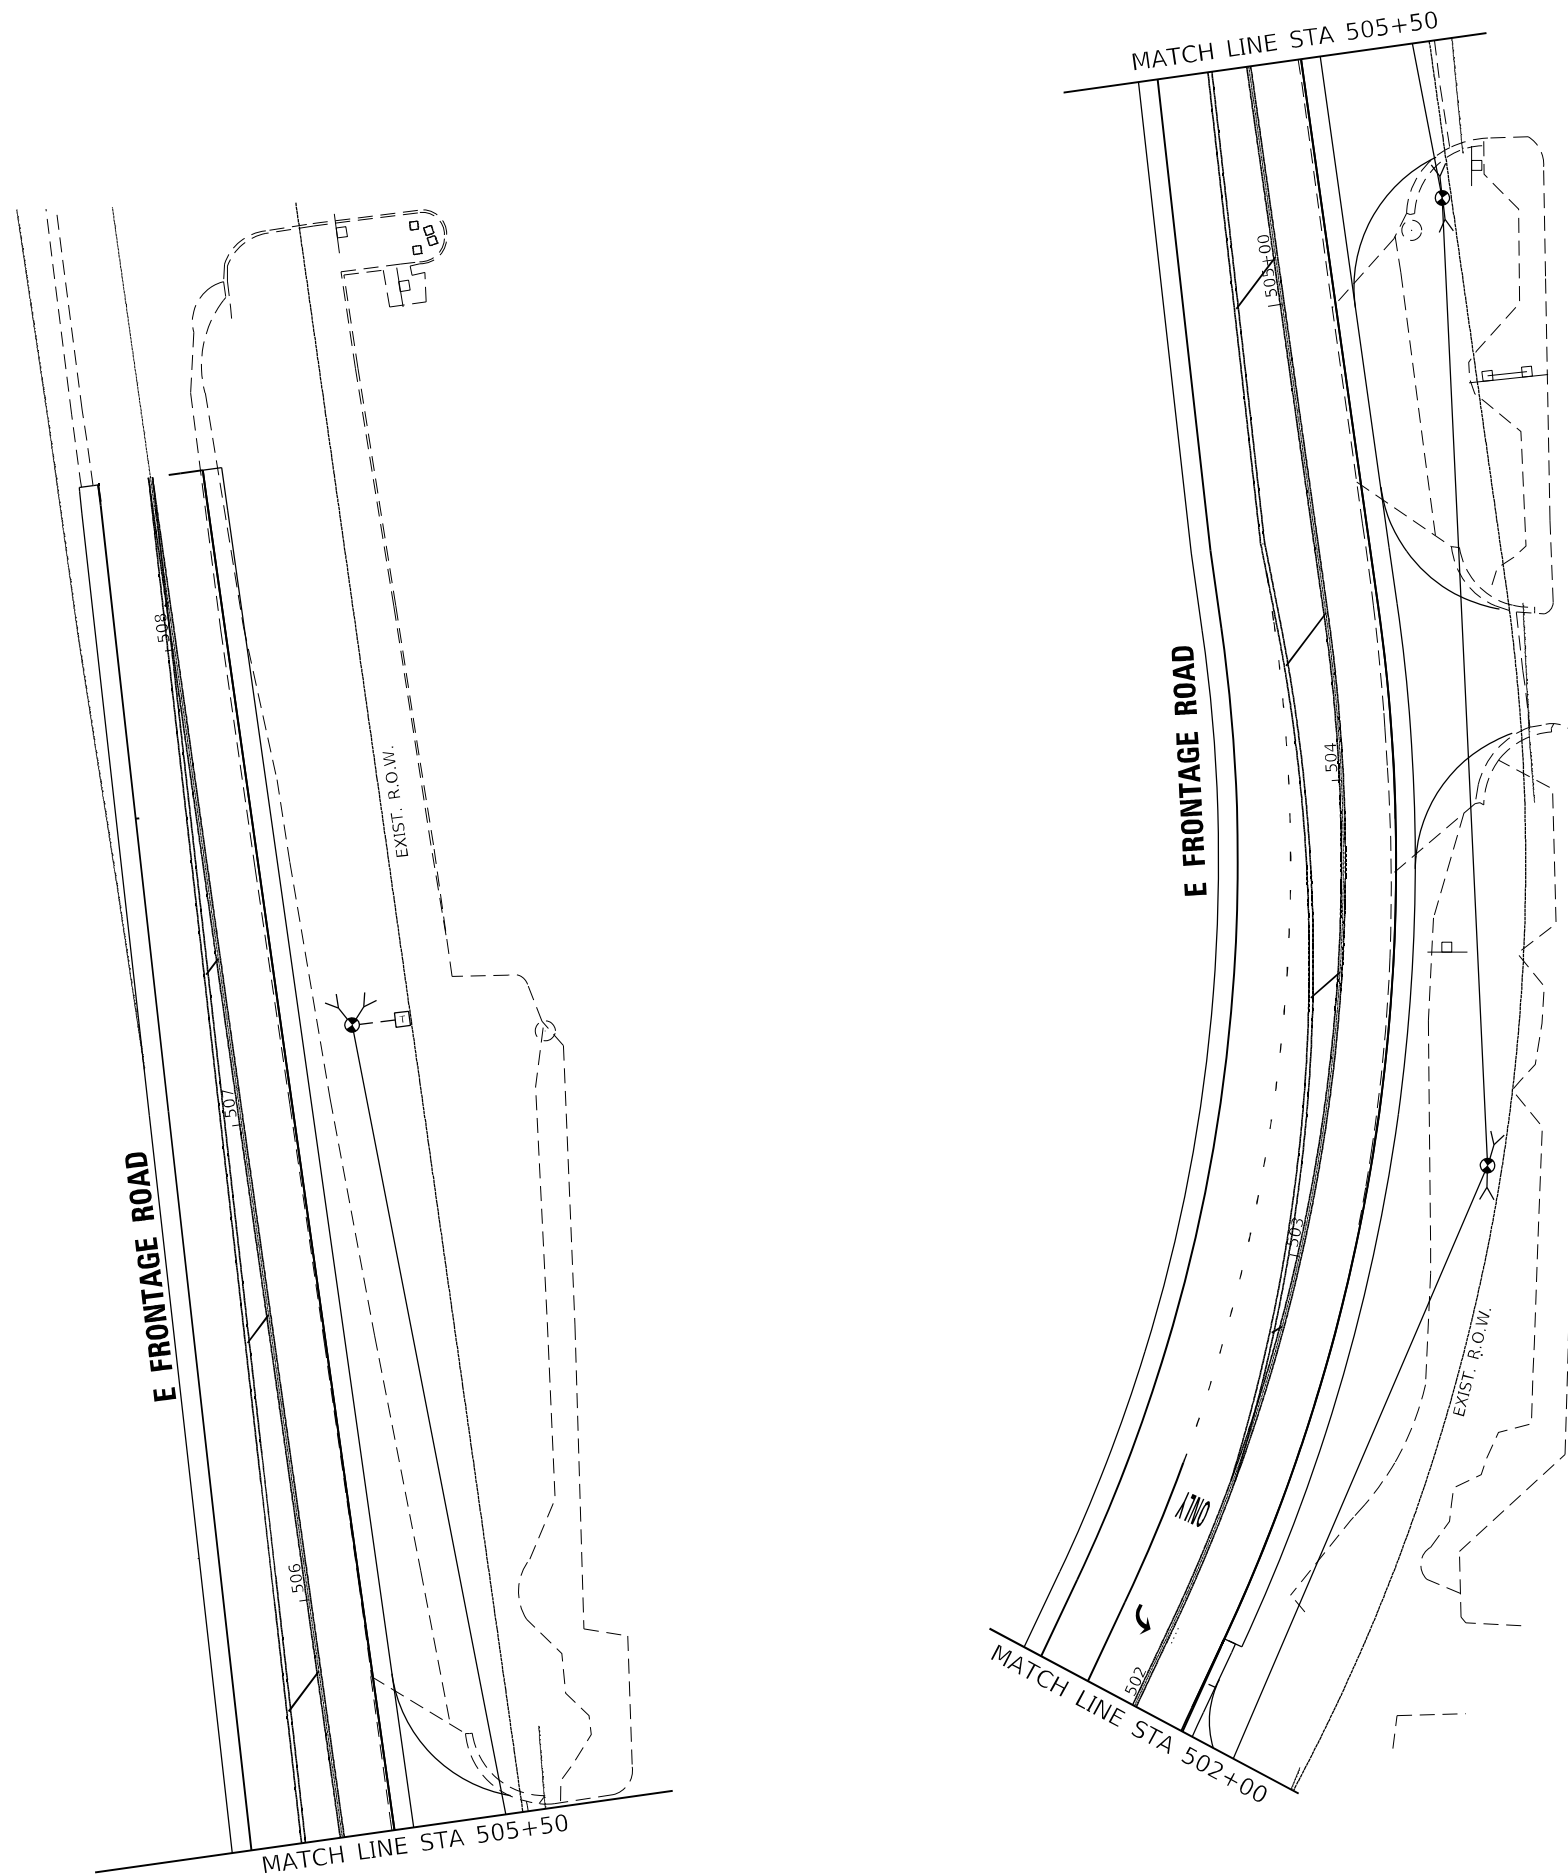 508
EXIST. R.O.W.
507
E FRONTAGE ROAD
T
506
MATCH LINE STA 505+50
MATCH LINE STA 505+50
505+00
E FRONTAGE ROAD
504
503
EXIST. R.O.W.
ONLY
502
MATCH LINE STA 502+00